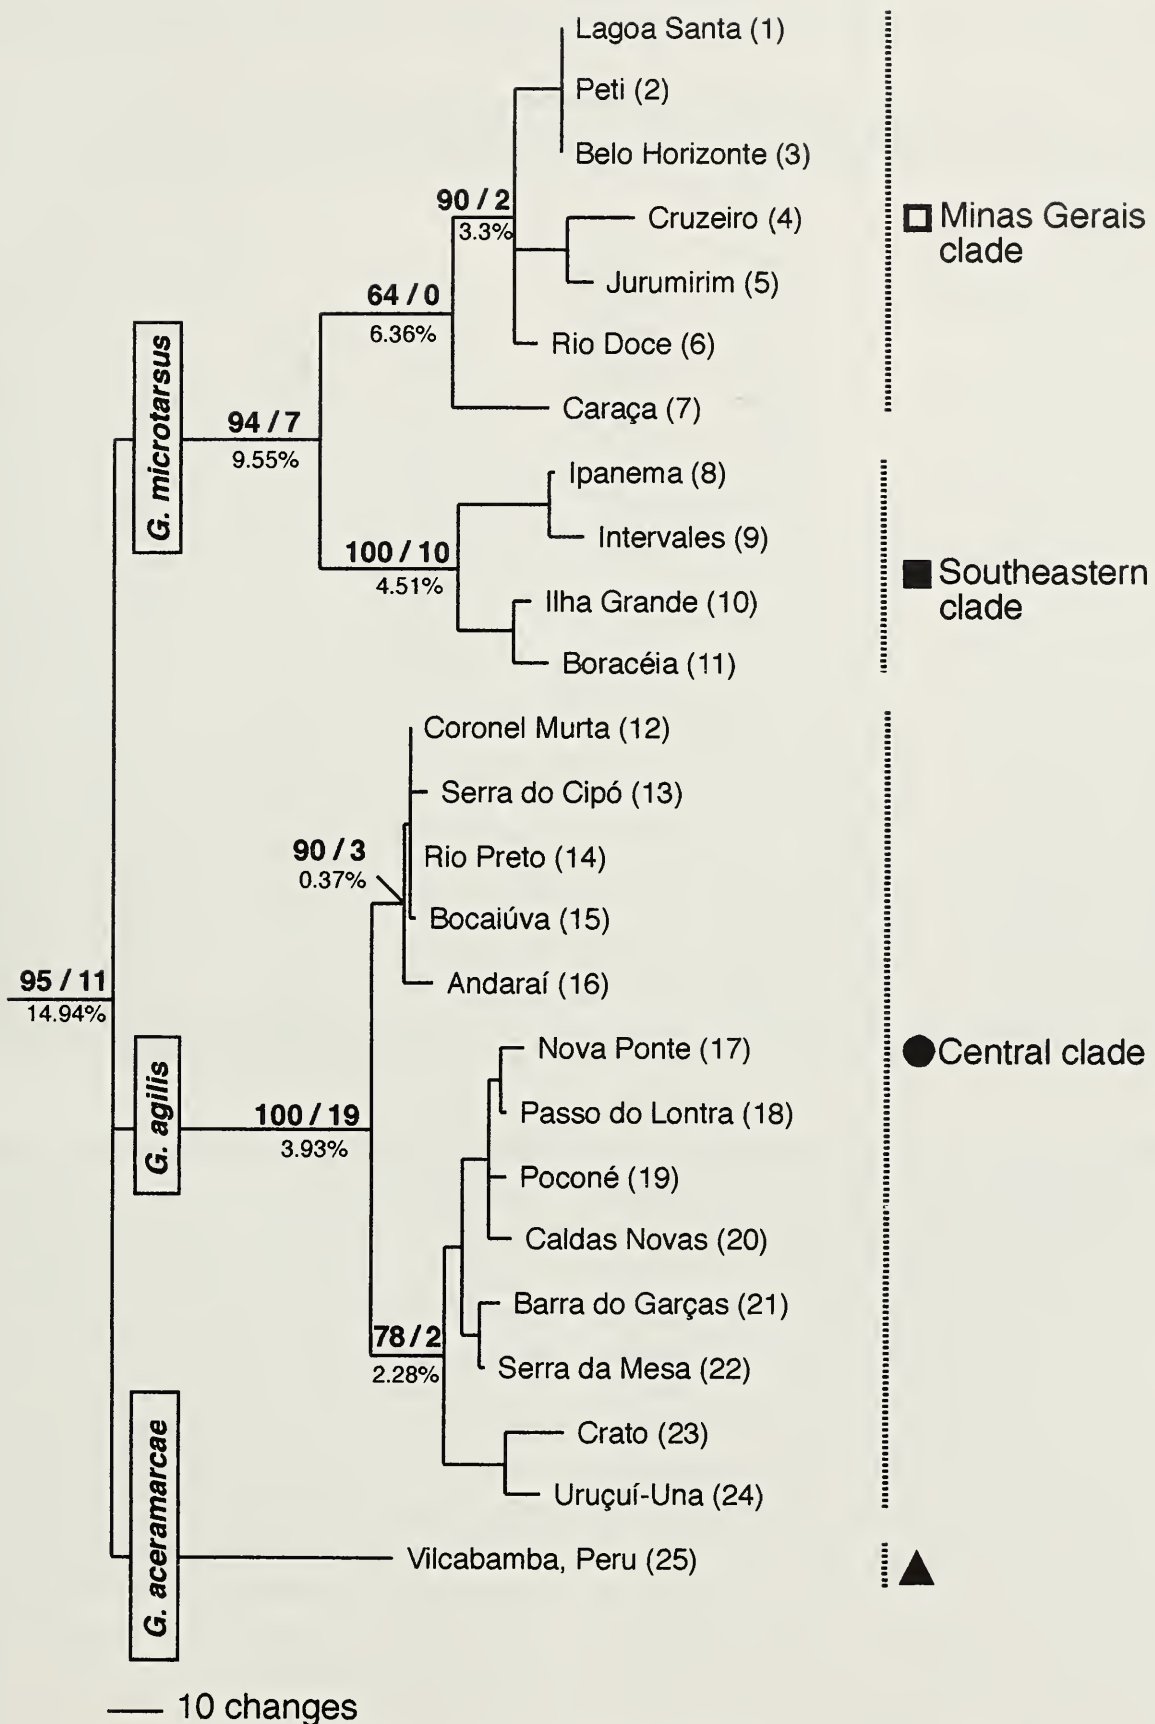 Lagoa Santa (1)
Peti (2)
Belo Horizonte (3)
90 / 2
3.3%
Cruzeiro (4)
Minas Gerais
clade
Jurumirim (5)
64 / 0
6.36%
Rio Doce (6)
Caraça (7)
G. microtarsus
94 / 7
9.55%
Ipanema (8)
Intervales (9)
100 / 10
4.51%
Southeastern
clade
Ilha Grande (10)
Boracéia (11)
Coronel Murta (12)
Serra do Cipó (13)
90 / 3
0.37%
Rio Preto (14)
Bocaiúva (15)
Andaraí (16)
95 / 11
14.94%
Nova Ponte (17)
Central clade
G. agilis
100 / 19
3.93%
Passo do Lontra (18)
Poconé (19)
Caldas Novas (20)
Barra do Garças (21)
78 / 2
2.28%
Serra da Mesa (22)
Crato (23)
Uruçuí-Una (24)
G. aceramarcae
Vilcabamba, Peru (25)
10 changes